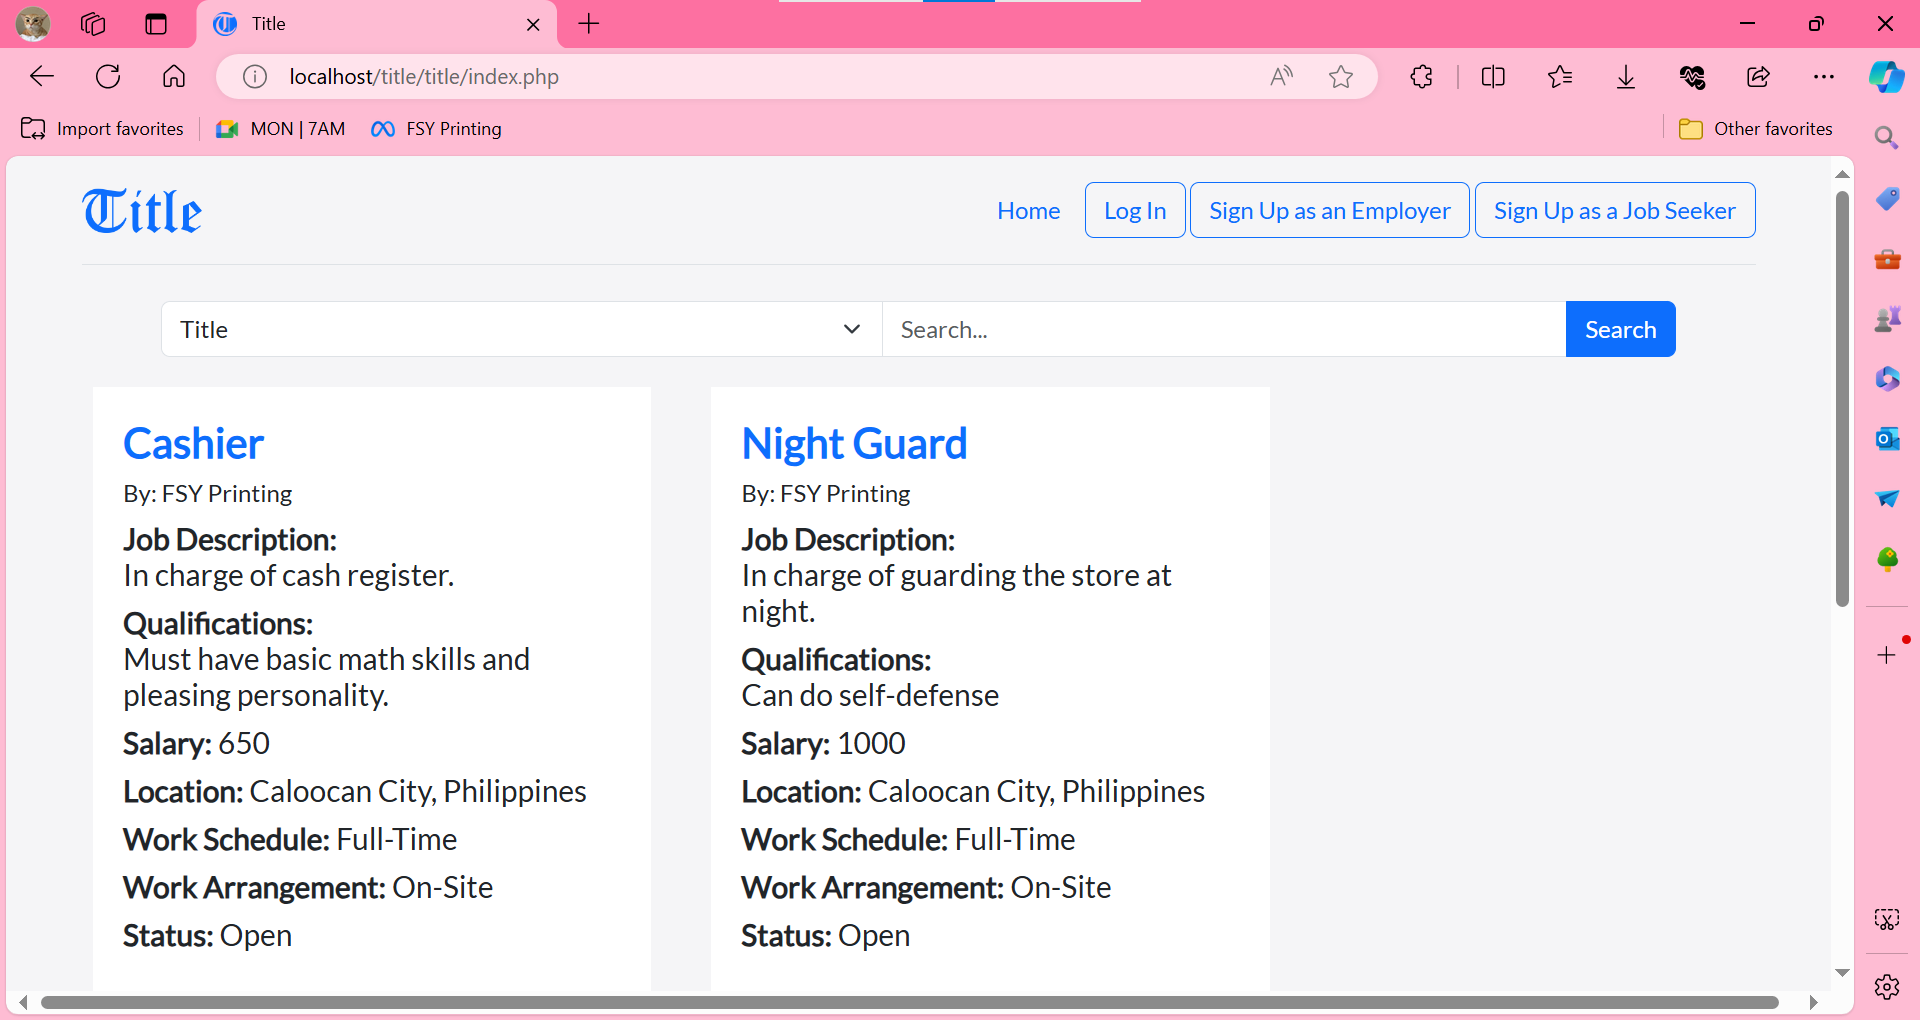 Title
localhost/title/title/index.php
Import favorites
MON | 7AM
FSY Printing
Other favorites
Title
Home
Log In
Sign Up as an Employer
Sign Up as a Job Seeker
Title
Search...
Search
Cashier
By: FSY Printing
Job Description:
In charge of cash register.
Qualifications:
Must have basic math skills and
pleasing personality.
Salary: 650
Location: Caloocan City, Philippines
Work Schedule: Full-Time
Work Arrangement: On-Site
Status: Open
Night Guard
By: FSY Printing
Job Description:
In charge of guarding the store at
night.
Qualifications:
Can do self-defense
Salary: 1000
Location: Caloocan City, Philippines
Work Schedule: Full-Time
Work Arrangement: On-Site
Status: Open